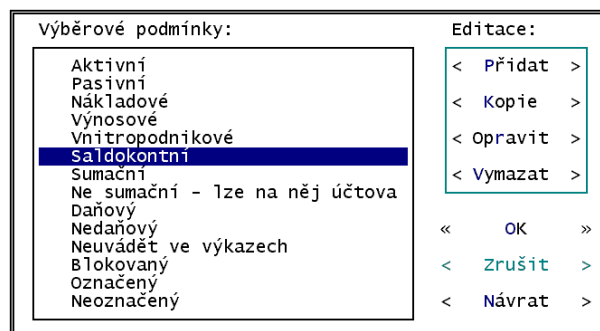 Výběrové podmínky:
Aktivní
Pasivní
Nákladové
Výnosové
Vnitropodnikové
Saldokontní
Sumační
Ne sumační - lze na něj účtova
Daňový
Nedaňový
Neuvádět ve výkazech
Blokovaný
Označený
Neoznačený
Editace:
< Přidat >
< Kopie >
< Opravit >
< Vymazat >
« OK »
< Zrušit >
< Návrat >